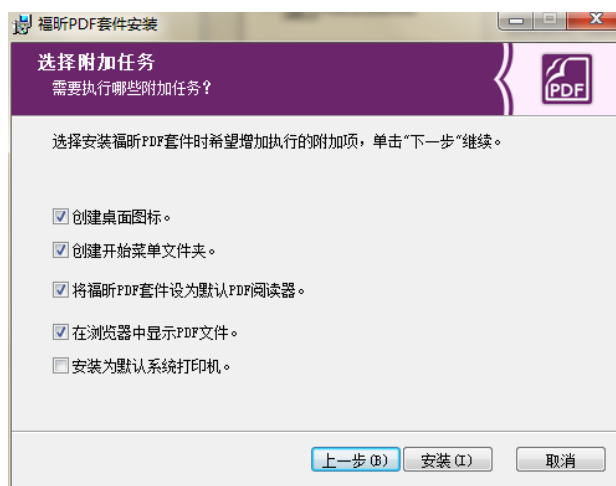 福昕PDF套件安装
选择附加任务
需要执行哪些附加任务?
PDF
选择安装福昕PDF套件时希望增加执行的附加项，单击“下一步“继续。
创建桌面图标。
创建开始菜单文件夹。
将福昕PDF套件设为默认PDF阅读器。
在浏览器中显示PDF文件。
安装为默认系统打印机。
上一步(B) 安装(I) 取消